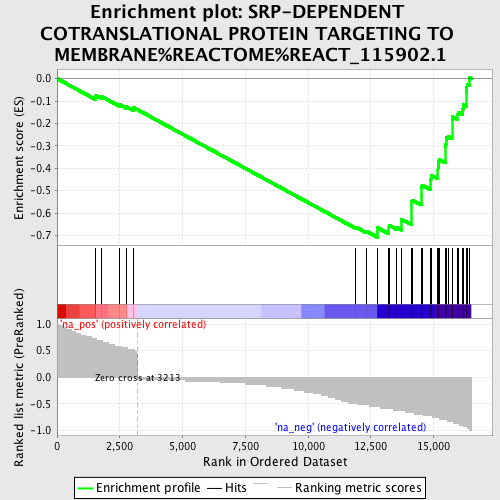 Enrichment plot: SRP-DEPENDENT
COTRANSLATIONAL PROTEIN TARGETING TO
MEMBRANE%REACTOME%REACT_115902.1
Enrichment score (ES)
0.0
-0.1
-0.2
-0.3
-0.4
-0.5
-0.6
-0.7
Ranked list metric (PreRanked)
1.0
0.5
0.0
-0.5
-1.0
'na_pos' (positively correlated)
Zero cross at 3213
'na_neg' (negatively correlated)
0
2,500
5,000
7,500
10,000
12,500
15,000
Rank in Ordered Dataset
Enrichment profile
Hits
Ranking metric scores